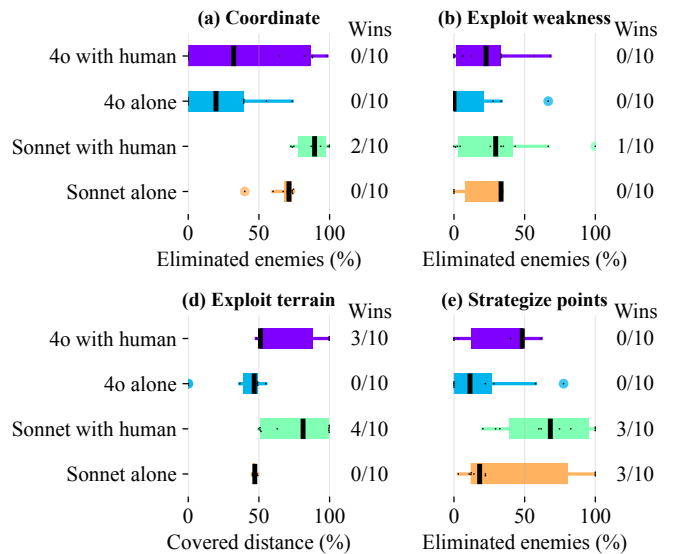 (a) Coordinate
Wins
4o with human
0/10
4o alone
0/10
Sonnet with human
2/10
Sonnet alone
0/10
0 50 100
Eliminated enemies (%)
(b) Exploit weakness
Wins
0/10
0/10
1/10
0/10
0 50 100
Eliminated enemies (%)
(d) Exploit terrain
Wins
4o with human
3/10
4o alone
0/10
Sonnet with human
4/10
Sonnet alone
0/10
0 50 100
Covered distance (%)
(e) Strategize points
Wins
0/10
0/10
3/10
3/10
0 50 100
Eliminated enemies (%)